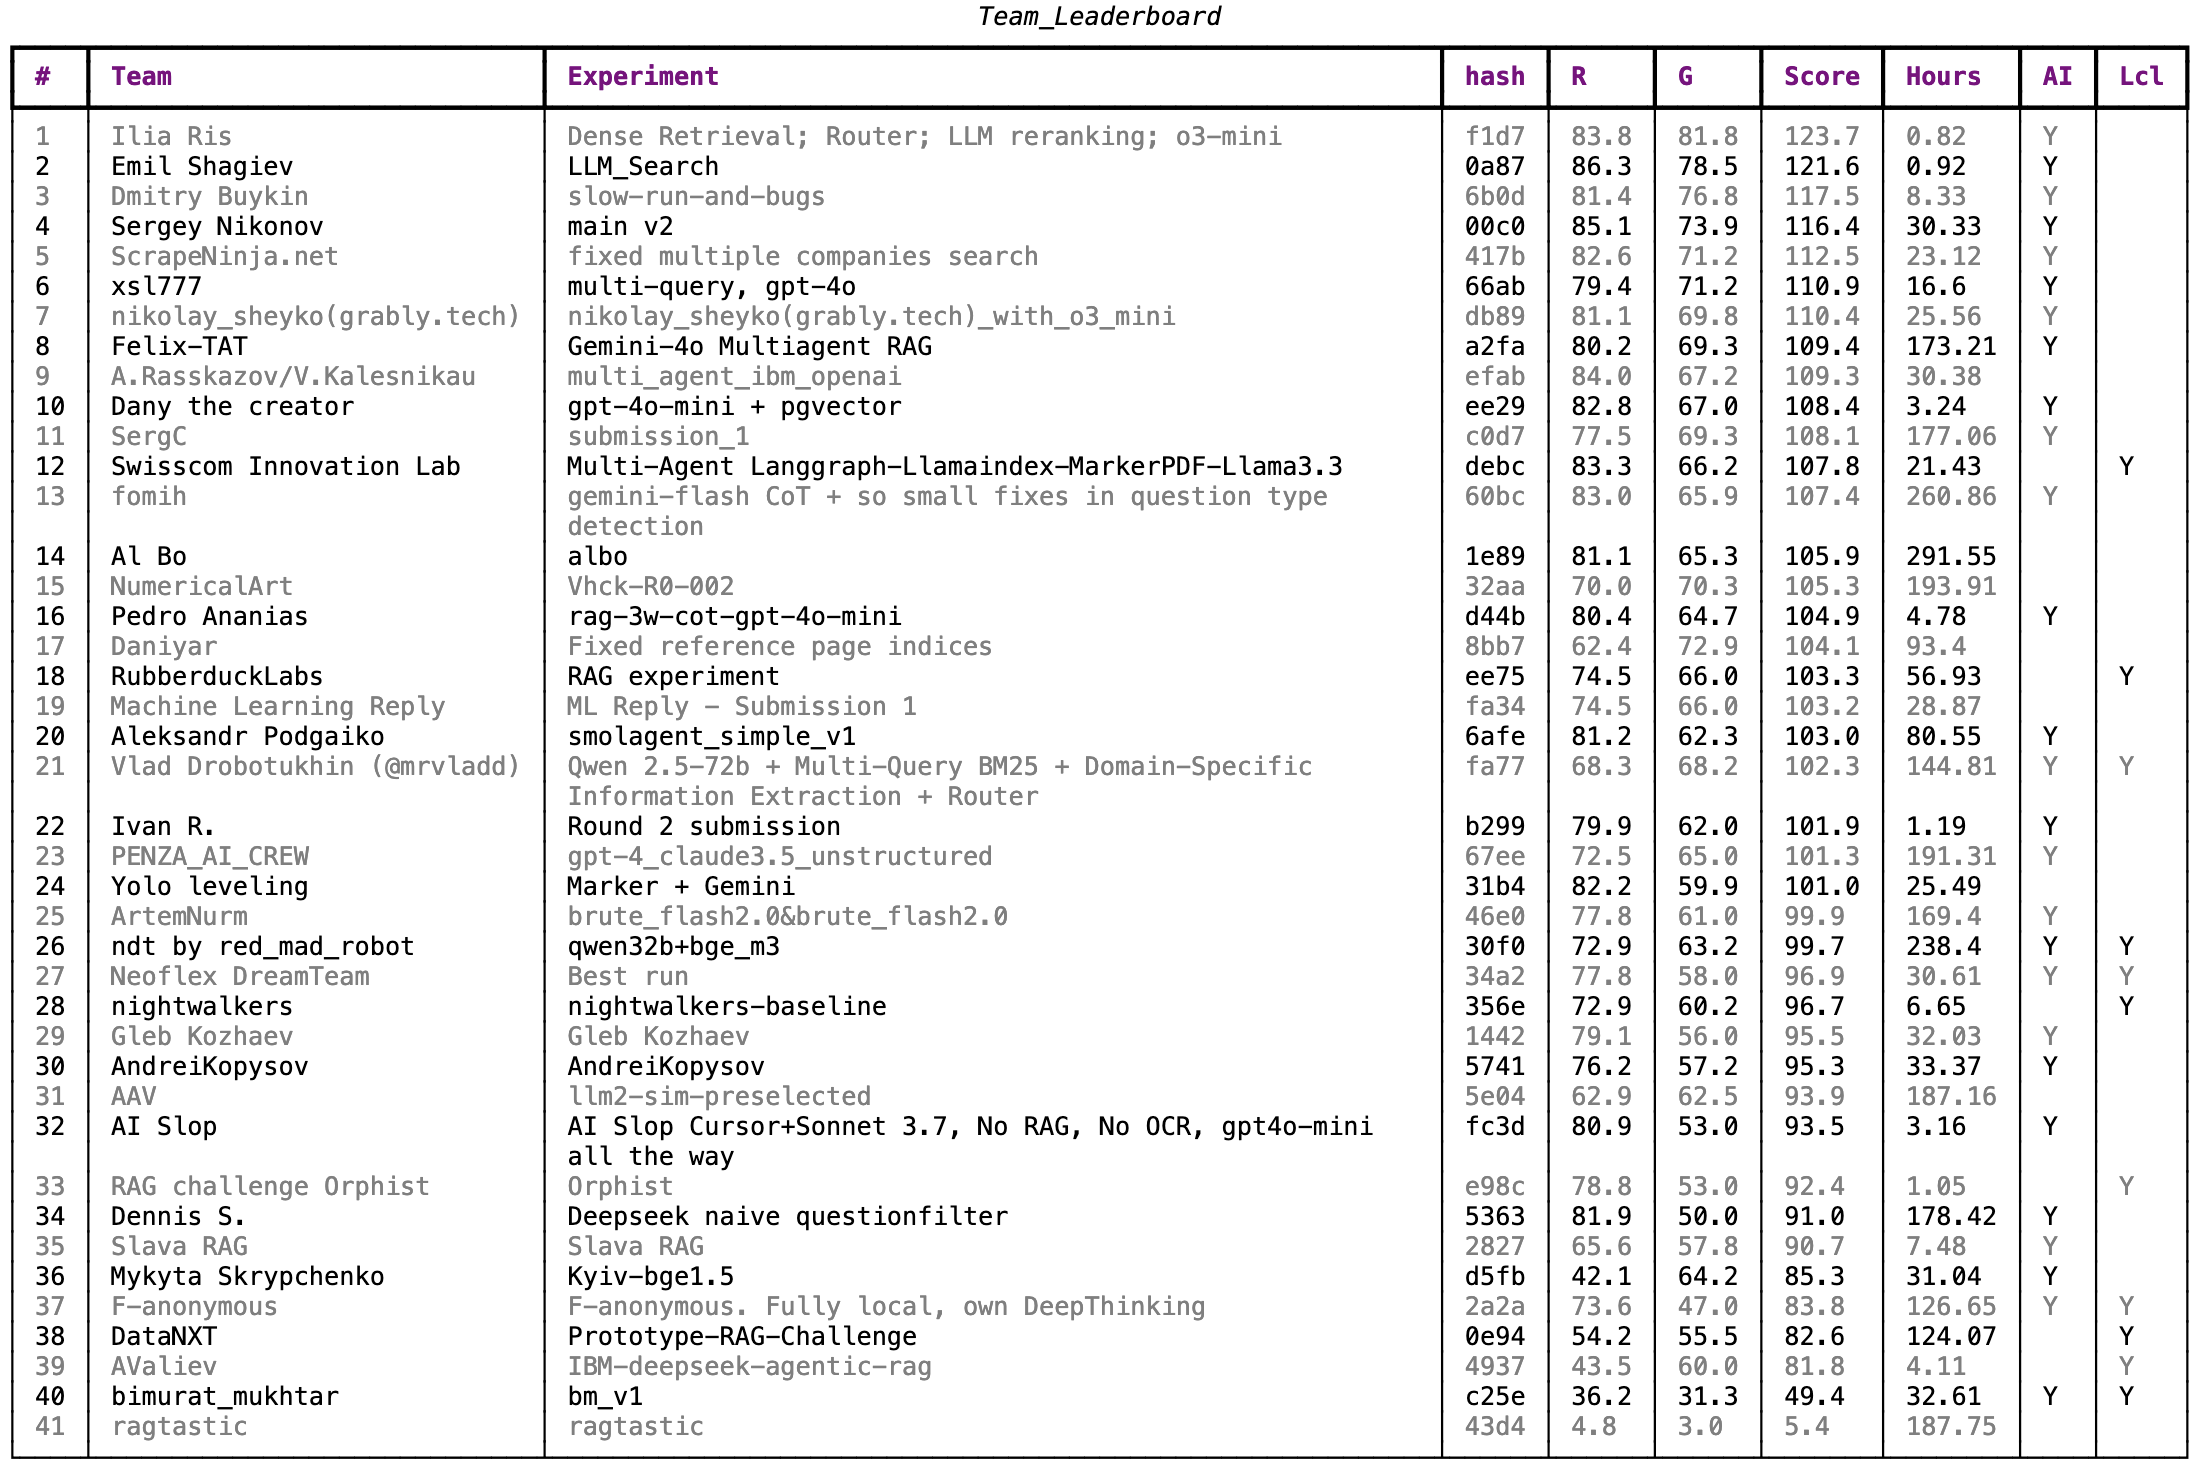 Team_Leaderboard
# Team Experiment hash R G Score Hours AI Lcl
1 Ilia Ris Dense Retrieval; Router; LLM reranking; o3-mini f1d7 83.8 81.8 123.7 0.82 Y
2 Emil Shagiev LLM_Search 0a87 86.3 78.5 121.6 0.92 Y
3 Dmitry Buykin slow-run-and-bugs 6b0d 81.4 76.8 117.5 8.33 Y
4 Sergey Nikonov main v2 00c0 85.1 73.9 116.4 30.33 Y
5 ScrapeNinja.net fixed multiple companies search 417b 82.6 71.2 112.5 23.12 Y
6 xsl777 multi-query, gpt-4o 66ab 79.4 71.2 110.9 16.6 Y
7 nikolay_sheyko(grably.tech) nikolay_sheyko(grably.tech)_with_o3_mini db89 81.1 69.8 110.4 25.56 Y
8 Felix-TAT Gemini-4o Multiagent RAG a2fa 80.2 69.3 109.4 173.21 Y
9 A.Rasskazov/V.Kalesnikau multi_agent_ibm_openai efab 84.0 67.2 109.3 30.38
10 Dany the creator gpt-4o-mini + pgvector ee29 82.8 67.0 108.4 3.24 Y
11 SergC submission_1 c0d7 77.5 69.3 108.1 177.06 Y
12 Swisscom Innovation Lab Multi-Agent Langgraph-Llamaindex-MarkerPDF-Llama3.3 debc 83.3 66.2 107.8 21.43 Y
13 fomih gemini-flash CoT + so small fixes in question type 60bc 83.0 65.9 107.4 260.86 Y
detection
14 Al Bo albo 1e89 81.1 65.3 105.9 291.55
15 NumericalArt Vhck-R0-002 32aa 70.0 70.3 105.3 193.91
16 Pedro Ananias rag-3w-cot-gpt-4o-mini d44b 80.4 64.7 104.9 4.78 Y
17 Daniyar Fixed reference page indices 8bb7 62.4 72.9 104.1 93.4
18 RubberduckLabs RAG experiment ee75 74.5 66.0 103.3 56.93 Y
19 Machine Learning Reply ML Reply - Submission 1 fa34 74.5 66.0 103.2 28.87
20 Aleksandr Podgaiko smolagent_simple_v1 6afe 81.2 62.3 103.0 80.55 Y
21 Vlad Drobotukhin (@mrvladd) Qwen 2.5-72b + Multi-Query BM25 + Domain-Specific fa77 68.3 68.2 102.3 144.81 Y Y
Information Extraction + Router
22 Ivan R. Round 2 submission b299 79.9 62.0 101.9 1.19 Y
23 PENZA_AI_CREW gpt-4_claude3.5_unstructured 67ee 72.5 65.0 101.3 191.31 Y
24 Yolo leveling Marker + Gemini 31b4 82.2 59.9 101.0 25.49
25 ArtemNurm brute_flash2.0&brute_flash2.0 46e0 77.8 61.0 99.9 169.4 Y
26 ndt by red_mad_robot qwen32b+bge_m3 30f0 72.9 63.2 99.7 238.4 Y Y
27 Neoflex DreamTeam Best run 34a2 77.8 58.0 96.9 30.61 Y Y
28 nightwalkers nightwalkers-baseline 356e 72.9 60.2 96.7 6.65 Y
29 Gleb Kozhaev Gleb Kozhaev 1442 79.1 56.0 95.5 32.03 Y
30 AndreiKopysov AndreiKopysov 5741 76.2 57.2 95.3 33.37 Y
31 AAV llm2-sim-preselected 5e04 62.9 62.5 93.9 187.16
32 AI Slop AI Slop Cursor+Sonnet 3.7, No RAG, No OCR, gpt4o-mini fc3d 80.9 53.0 93.5 3.16 Y
all the way
33 RAG challenge Orphist Orphist e98c 78.8 53.0 92.4 1.05 Y
34 Dennis S. Deepseek naive questionfilter 5363 81.9 50.0 91.0 178.42 Y
35 Slava RAG Slava RAG 2827 65.6 57.8 90.7 7.48 Y
36 Mykyta Skrypchenko Kyiv-bge1.5 d5fb 42.1 64.2 85.3 31.04 Y
37 F-anonymous F-anonymous. Fully local, own DeepThinking 2a2a 73.6 47.0 83.8 126.65 Y Y
38 DataNXT Prototype-RAG-Challenge 0e94 54.2 55.5 82.6 124.07 Y
39 AValiev IBM-deepseek-agentic-rag 4937 43.5 60.0 81.8 4.11 Y
40 bimurat_mukhtar bm_v1 c25e 36.2 31.3 49.4 32.61 Y Y
41 ragtastic ragtastic 43d4 4.8 3.0 5.4 187.75